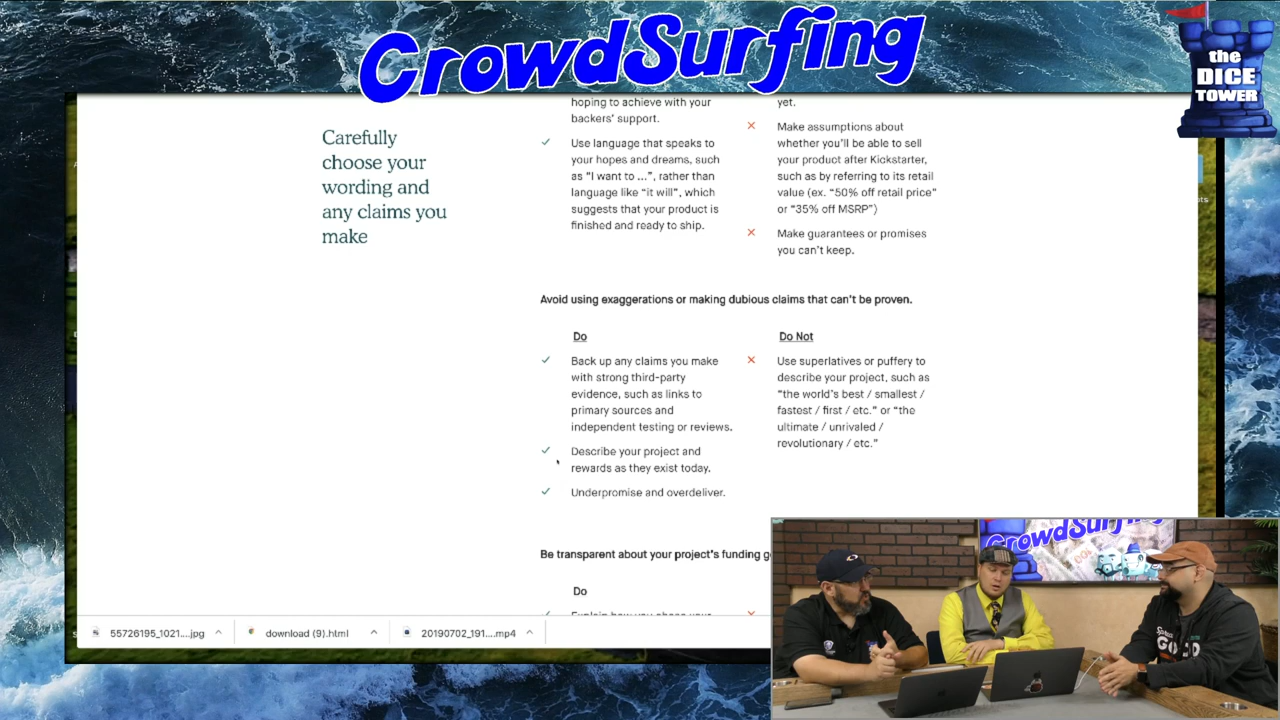 CrowdSurfing
the
DICE
TOWER
Carefully
choose your
wording and
any claims you
make
hoping to achieve with your
backers' support.
Use language that speaks to
your hopes and dreams, such
as “I want to ...”, rather than
language like “it will”, which
suggests that your product is
finished and ready to ship.
yet.
Make assumptions about
whether you'll be able to sell
your product after Kickstarter,
such as by referring to its retail
value (ex. “50% off retail price”
or “35% off MSRP”)
Make guarantees or promises
you can't keep.
Avoid using exaggerations or making dubious claims that can't be proven.
Do
Back up any claims you make
with strong third-party
evidence, such as links to
primary sources and
independent testing or reviews.
Describe your project and
rewards as they exist today.
Underpromise and overdeliver.
Do Not
Use superlatives or puffery to
describe your project, such as
“the world's best / smallest /
fastest / first / etc.” or “the
ultimate / unrivaled /
revolutionary / etc.”
Be transparent about your project's funding g
Do
55726195_1021....jpg
download (9).html
20190702_191....mp4
CrowdSurfing